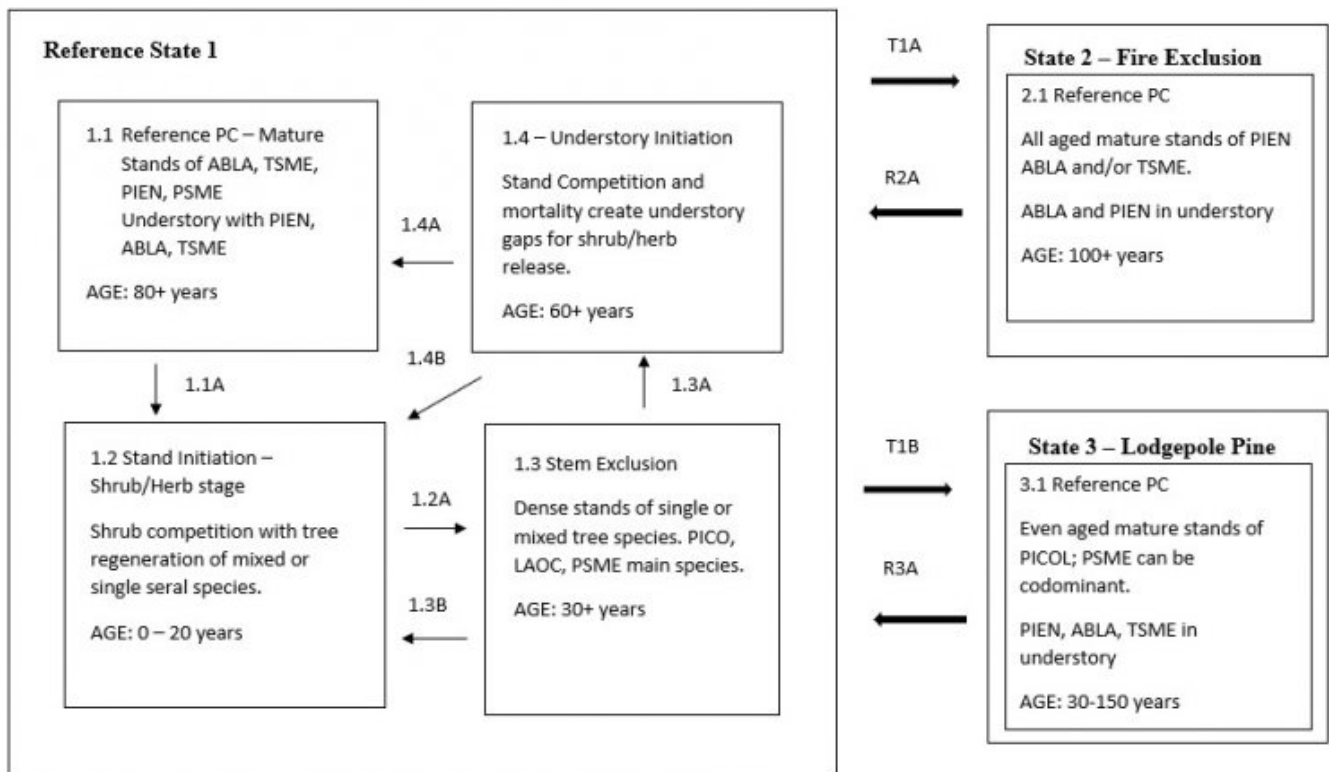 Reference State 1
1.1 Reference PC – Mature
Stands of ABLA, TSME,
PIEN, PSME
Understory with PIEN,
ABLA, TSME
AGE: 80+ years
1.4A
1.4 – Understory Initiation
Stand Competition and
mortality create understory
gaps for shrub/herb
release.
AGE: 60+ years
1.1A
1.4B
1.3A
1.2 Stand Initiation –
Shrub/Herb stage
Shrub competition with tree
regeneration of mixed or
single seral species.
AGE: 0 – 20 years
1.2A
1.3B
1.3 Stem Exclusion
Dense stands of single or
mixed tree species. PICO,
LAOC, PSME main species.
AGE: 30+ years
T1A
R2A
State 2 – Fire Exclusion
2.1 Reference PC
All aged mature stands of PIEN
ABLA and/or TSME.
ABLA and PIEN in understory
AGE: 100+ years
T1B
R3A
State 3 – Lodgepole Pine
3.1 Reference PC
Even aged mature stands of
PICOL; PSME can be
codominant.
PIEN, ABLA, TSME in
understory
AGE: 30-150 years